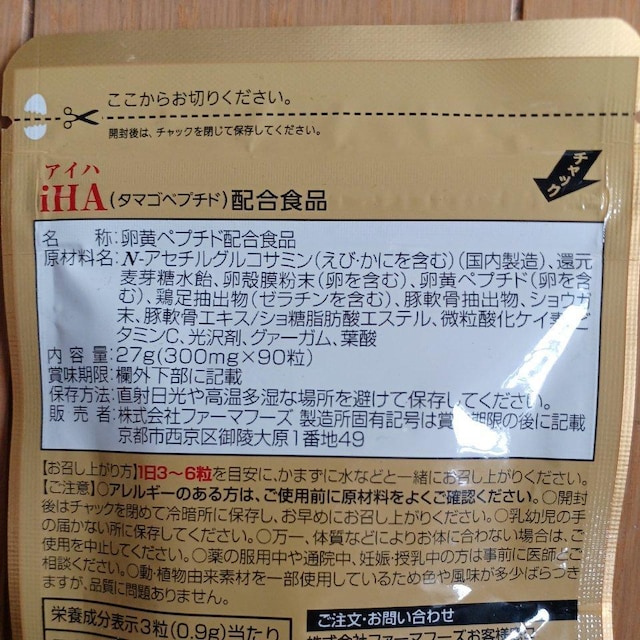 ここからお切りください。
開封後は、チャックを閉じて保存してください。
チャック
アイハ
iHA(タマゴペプチド)配合食品
名 称:卵黄ペプチド配合食品
原材料名:N-アセチルグルコサミン(えび・かにを含む)(国内製造)、還元
麦芽糖水飴、卵殻膜粉末(卵を含む)、卵黄ペプチド(卵を含
む)、鶏足抽出物(ゼラチンを含む)、豚軟骨抽出物、ショウガ
末、豚軟骨エキス/ショ糖脂肪酸エステル、微粒酸化ケイ素、ビ
タミンC、光沢剤、グァーガム、葉酸
内 容 量:27g(300mg×90粒)
賞味期限:欄外下部に記載
保存方法:直射日光や高温多湿な場所を避けて保存してください。
販 売 者:株式会社ファーマフーズ 製造所固有記号は賞味期限の後に記載
京都市西京区御陵大原1番地49
【お召し上がり方】1日3〜6粒を目安に、かまずに水などと一緒にお召し上がりください。
【ご注意】○アレルギーのある方は、ご使用前に原材料をよくご確認ください。○開封
後はチャックを閉めて冷暗所に保存し、お早めにお召し上がりください。○乳幼児の手
の届かない所に保存してください。○万一、体質などによりお体に合わない場合は、ご
使用を中止してください。○薬の服用中や通院中、妊娠・授乳中の方は事前に医師とご
相談ください。○動・植物由来素材を一部使用しているため色や風味が多少ばらつき
ますが、品質に問題ありません。
栄養成分表示3粒(0.9g)当たり
ご注文・お問い合わせ
株式会社ファーマフーズお客様